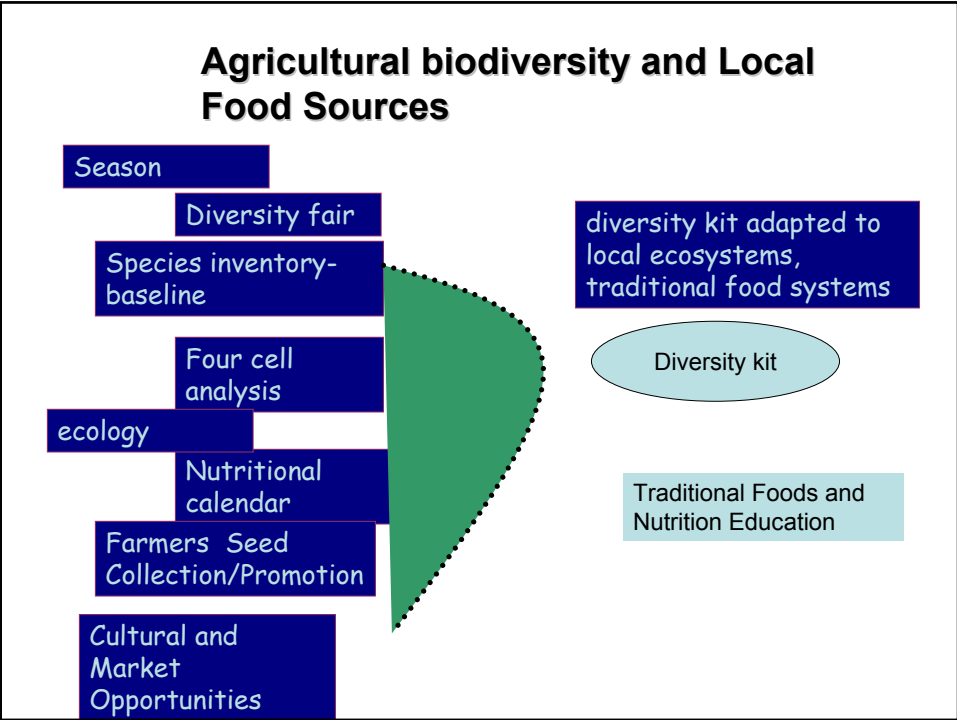 Agricultural biodiversity and Local
Food Sources
Season
Diversity fair
Species inventory-
baseline
Four cell
analysis
ecology
Nutritional
calendar
Farmers  Seed
Collection/Promotion
Cultural and
Market
Opportunities
diversity kit adapted to
local ecosystems,
traditional food systems
Diversity kit
Traditional Foods and
Nutrition Education